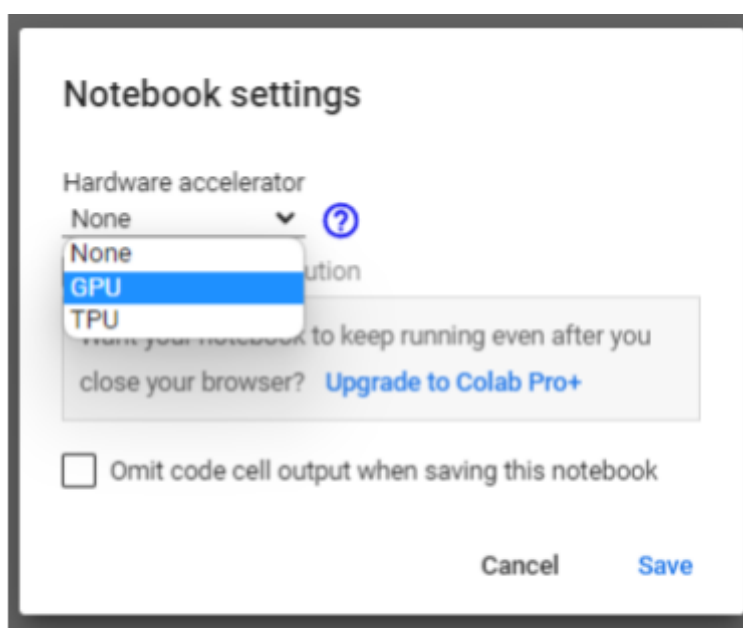 Notebook settings
Hardware accelerator
None
None
GPU
ution
TPU
to keep running even after you
close your browser? Upgrade to Colab Pro+
Omit code cell output when saving this notebook
Cancel
Save